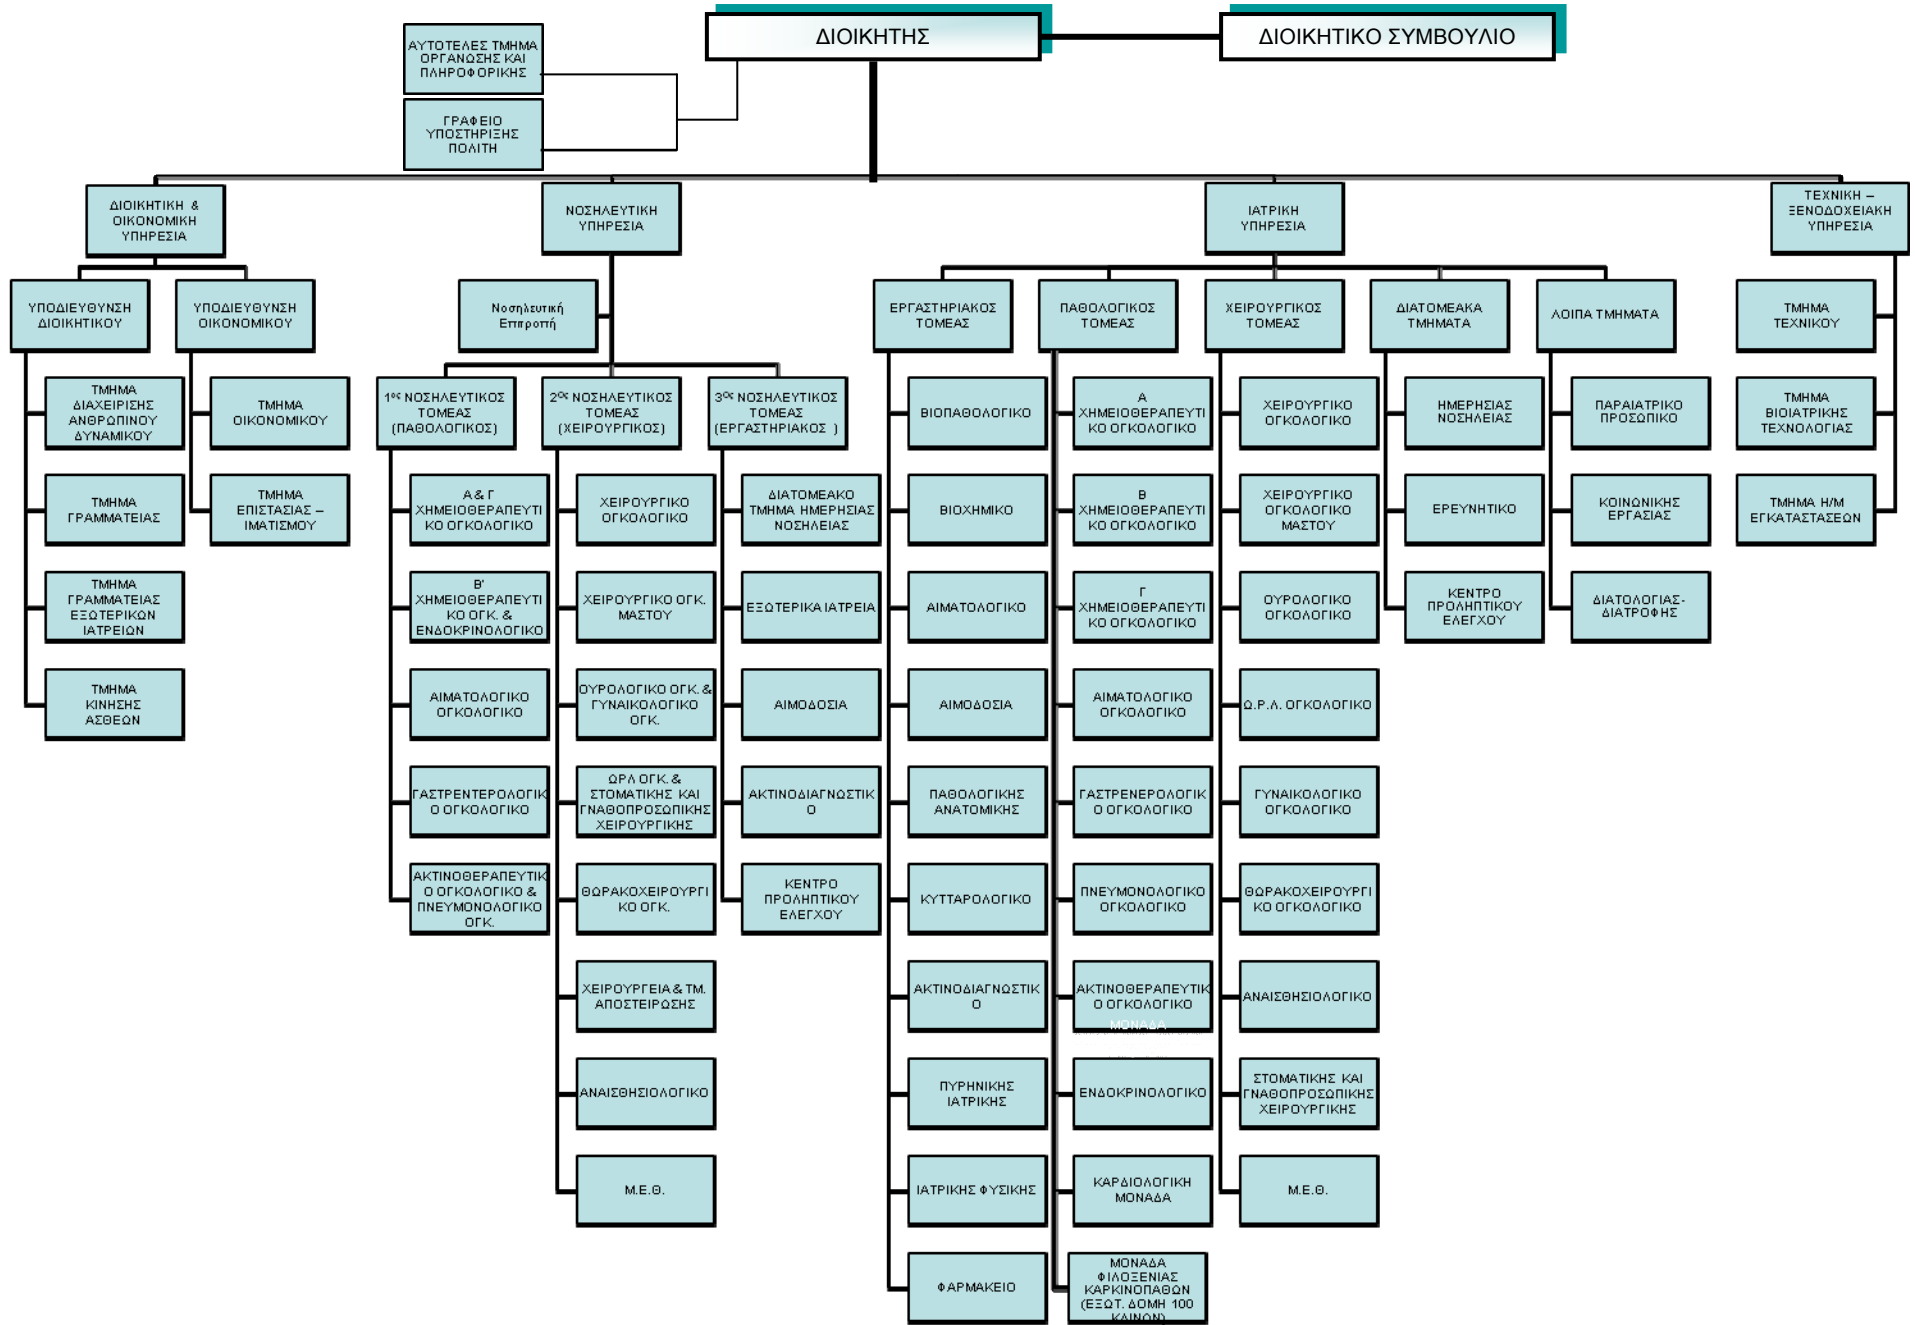 ΔΙΟΙΚΗΤΗΣ
ΔΙΟΙΚΗΤΙΚΟ ΣΥΜΒΟΥΛΙΟ
ΑΥΤΟΤΕΛΕΣ ΤΜΗΜΑ
ΟΡΓΑΝΩΣΗΣ ΚΑΙ
ΠΛΗΡΟΦΟΡΙΚΗΣ
ΓΡΑΦΕΙΟ
ΥΠΟΣΤΗΡΙΞΗΣ
ΠΟΛΙΤΗ
ΔΙΟΙΚΗΤΙΚΗ &
ΟΙΚΟΝΟΜΙΚΗ
ΥΠΗΡΕΣΙΑ
ΝΟΣΗΛΕΥΤΙΚΗ
ΥΠΗΡΕΣΙΑ
ΙΑΤΡΙΚΗ
ΥΠΗΡΕΣΙΑ
ΤΕΧΝΙΚΗ –
ΞΕΝΟΔΟΧΕΙΑΚΗ
ΥΠΗΡΕΣΙΑ
ΥΠΟΔΙΕΥΘΥΝΣΗ
ΔΙΟΙΚΗΤΙΚΟΥ
ΥΠΟΔΙΕΥΘΥΝΣΗ
ΟΙΚΟΝΟΜΙΚΟΥ
Νοσηλευτική
Επιτροπή
ΕΡΓΑΣΤΗΡΙΑΚΟΣ
ΤΟΜΕΑΣ
ΠΑΘΟΛΟΓΙΚΟΣ
ΤΟΜΕΑΣ
ΧΕΙΡΟΥΡΓΙΚΟΣ
ΤΟΜΕΑΣ
ΔΙΑΤΟΜΕΑΚΑ
ΤΜΗΜΑΤΑ
ΛΟΙΠΑ ΤΜΗΜΑΤΑ
ΤΜΗΜΑ
ΤΕΧΝΙΚΟΥ
ΤΜΗΜΑ
ΔΙΑΧΕΙΡΙΣΗΣ
ΑΝΘΡΩΠΙΝΟΥ
ΔΥΝΑΜΙΚΟΥ
ΤΜΗΜΑ
ΟΙΚΟΝΟΜΙΚΟΥ
1ος ΝΟΣΗΛΕΥΤΙΚΟΣ
ΤΟΜΕΑΣ
(ΠΑΘΟΛΟΓΙΚΟΣ)
2Ος ΝΟΣΗΛΕΥΤΙΚΟΣ
ΤΟΜΕΑΣ
(ΧΕΙΡΟΥΡΓΙΚΟΣ)
3Ος ΝΟΣΗΛΕΥΤΙΚΟΣ
ΤΟΜΕΑΣ
(ΕΡΓΑΣΤΗΡΙΑΚΟΣ )
ΒΙΟΠΑΘΟΛΟΓΙΚΟ
Α
ΧΗΜΕΙΟΘΕΡΑΠΕΥΤΙ
ΚΟ ΟΓΚΟΛΟΓΙΚΟ
ΧΕΙΡΟΥΡΓΙΚΟ
ΟΓΚΟΛΟΓΙΚΟ
ΗΜΕΡΗΣΙΑΣ
ΝΟΣΗΛΕΙΑΣ
ΠΑΡΑΙΑΤΡΙΚΟ
ΠΡΟΣΩΠΙΚΟ
ΤΜΗΜΑ
ΒΙΟΙΑΤΡΙΚΗΣ
ΤΕΧΝΟΛΟΓΙΑΣ
ΤΜΗΜΑ
ΓΡΑΜΜΑΤΕΙΑΣ
ΤΜΗΜΑ
ΕΠΙΣΤΑΣΙΑΣ –
ΙΜΑΤΙΣΜΟΥ
Α & Γ
ΧΗΜΕΙΟΘΕΡΑΠΕΥΤΙ
ΚΟ ΟΓΚΟΛΟΓΙΚΟ
ΧΕΙΡΟΥΡΓΙΚΟ
ΟΓΚΟΛΟΓΙΚΟ
ΔΙΑΤΟΜΕΑΚΟ
ΤΜΗΜΑ ΗΜΕΡΗΣΙΑΣ
ΝΟΣΗΛΕΙΑΣ
ΒΙΟΧΗΜΙΚΟ
Β
ΧΗΜΕΙΟΘΕΡΑΠΕΥΤΙ
ΚΟ ΟΓΚΟΛΟΓΙΚΟ
ΧΕΙΡΟΥΡΓΙΚΟ
ΟΓΚΟΛΟΓΙΚΟ
ΜΑΣΤΟΥ
ΕΡΕΥΝΗΤΙΚΟ
ΚΟΙΝΩΝΙΚΗΣ
ΕΡΓΑΣΙΑΣ
ΤΜΗΜΑ Η/Μ
ΕΓΚΑΤΑΣΤΑΣΕΩΝ
ΤΜΗΜΑ
ΓΡΑΜΜΑΤΕΙΑΣ
ΕΞΩΤΕΡΙΚΩΝ
ΙΑΤΡΕΙΩΝ
Β'
ΧΗΜΕΙΟΘΕΡΑΠΕΥΤΙ
ΚΟ ΟΓΚ. &
ΕΝΔΟΚΡΙΝΟΛΟΓΙΚΟ
ΧΕΙΡΟΥΡΓΙΚΟ ΟΓΚ.
ΜΑΣΤΟΥ
ΕΞΩΤΕΡΙΚΑ ΙΑΤΡΕΙΑ
ΑΙΜΑΤΟΛΟΓΙΚΟ
Γ
ΧΗΜΕΙΟΘΕΡΑΠΕΥΤΙ
ΚΟ ΟΓΚΟΛΟΓΙΚΟ
ΟΥΡΟΛΟΓΙΚΟ
ΟΓΚΟΛΟΓΙΚΟ
ΚΕΝΤΡΟ
ΠΡΟΛΗΠΤΙΚΟΥ
ΕΛΕΓΧΟΥ
ΔΙΑΤΟΛΟΓΙΑΣ-
ΔΙΑΤΡΟΦΗΣ
ΤΜΗΜΑ
ΚΙΝΗΣΗΣ
ΑΣΘΕΩΝ
ΑΙΜΑΤΟΛΟΓΙΚΟ
ΟΓΚΟΛΟΓΙΚΟ
ΟΥΡΟΛΟΓΙΚΟ ΟΓΚ. &
ΓΥΝΑΙΚΟΛΟΓΙΚΟ
ΟΓΚ.
ΑΙΜΟΔΟΣΙΑ
ΑΙΜΟΔΟΣΙΑ
ΑΙΜΑΤΟΛΟΓΙΚΟ
ΟΓΚΟΛΟΓΙΚΟ
Ω.Ρ.Λ. ΟΓΚΟΛΟΓΙΚΟ
ΓΑΣΤΡΕΝΤΕΡΟΛΟΓΙΚ
Ο ΟΓΚΟΛΟΓΙΚΟ
ΩΡΛ ΟΓΚ. &
ΣΤΟΜΑΤΙΚΗΣ ΚΑΙ
ΓΝΑΘΟΠΡΟΣΩΠΙΚΗΣ
ΧΕΙΡΟΥΡΓΙΚΗΣ
ΑΚΤΙΝΟΔΙΑΓΝΩΣΤΙΚ
Ο
ΠΑΘΟΛΟΓΙΚΗΣ
ΑΝΑΤΟΜΙΚΗΣ
ΓΑΣΤΡΕΝΕΡΟΛΟΓΙΚ
Ο ΟΓΚΟΛΟΓΙΚΟ
ΓΥΝΑΙΚΟΛΟΓΙΚΟ
ΟΓΚΟΛΟΓΙΚΟ
ΑΚΤΙΝΟΘΕΡΑΠΕΥΤΙΚ
Ο ΟΓΚΟΛΟΓΙΚΟ &
ΠΝΕΥΜΟΝΟΛΟΓΙΚΟ
ΟΓΚ.
ΘΩΡΑΚΟΧΕΙΡΟΥΡΓΙ
ΚΟ ΟΓΚ.
ΚΕΝΤΡΟ
ΠΡΟΛΗΠΤΙΚΟΥ
ΕΛΕΓΧΟΥ
ΚΥΤΤΑΡΟΛΟΓΙΚΟ
ΠΝΕΥΜΟΝΟΛΟΓΙΚΟ
ΟΓΚΟΛΟΓΙΚΟ
ΘΩΡΑΚΟΧΕΙΡΟΥΡΓΙ
ΚΟ ΟΓΚΟΛΟΓΙΚΟ
ΧΕΙΡΟΥΡΓΕΙΑ & ΤΜ.
ΑΠΟΣΤΕΙΡΩΣΗΣ
ΑΚΤΙΝΟΔΙΑΓΝΩΣΤΙΚ
Ο
ΑΚΤΙΝΟΘΕΡΑΠΕΥΤΙΚ
Ο ΟΓΚΟΛΟΓΙΚΟ
ΜΟΝΑΔΑ
ΑΝΑΙΣΘΗΣΙΟΛΟΓΙΚΟ
ΑΝΑΙΣΘΗΣΙΟΛΟΓΙΚΟ
ΠΥΡΗΝΙΚΗΣ
ΙΑΤΡΙΚΗΣ
ΕΝΔΟΚΡΙΝΟΛΟΓΙΚΟ
ΣΤΟΜΑΤΙΚΗΣ ΚΑΙ
ΓΝΑΘΟΠΡΟΣΩΠΙΚΗΣ
ΧΕΙΡΟΥΡΓΙΚΗΣ
Μ.Ε.Θ.
ΙΑΤΡΙΚΗΣ ΦΥΣΙΚΗΣ
ΚΑΡΔΙΟΛΟΓΙΚΗ
ΜΟΝΑΔΑ
Μ.Ε.Θ.
ΦΑΡΜΑΚΕΙΟ
ΜΟΝΑΔΑ
ΦΙΛΟΞΕΝΙΑΣ
ΚΑΡΚΙΝΟΠΑΘΩΝ
(ΕΞΩΤ. ΔΟΜΗ 100
ΚΛΙΝΩΝ)